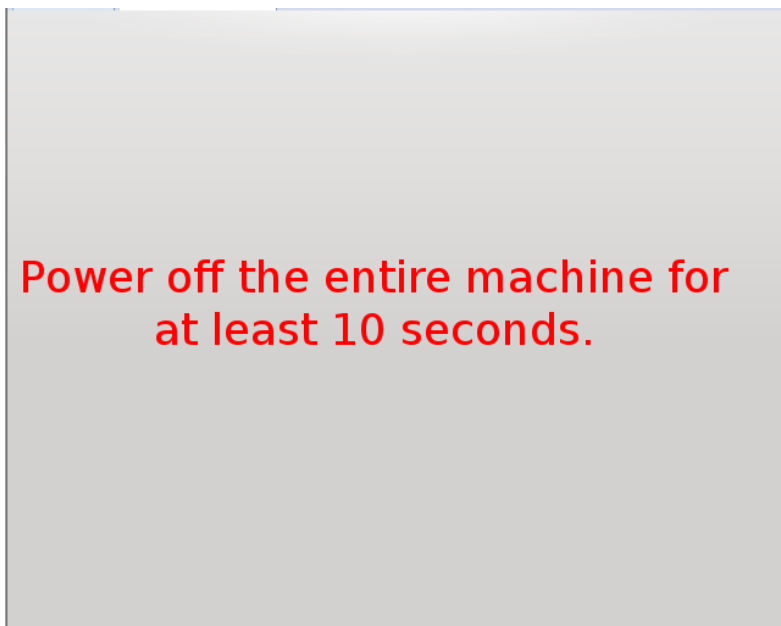 Power off the entire machine for
at least 10 seconds.